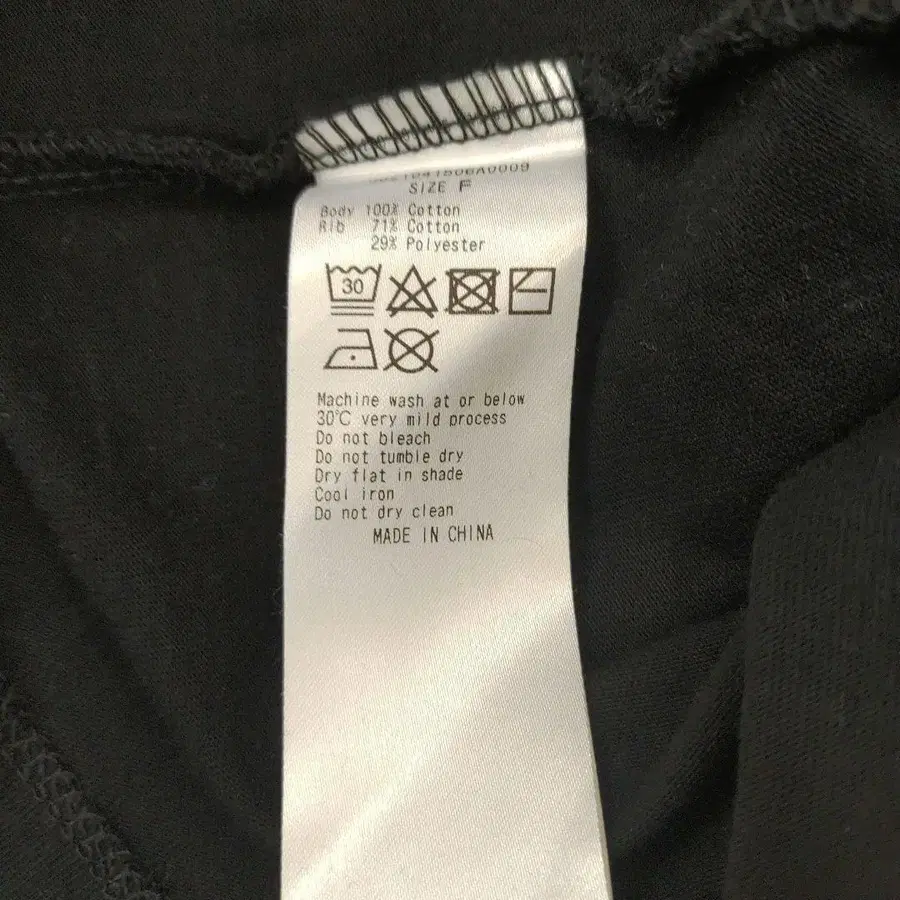 SIZE F
Body 100% Cotton
Rib 71% Cotton
29% Polyester
30
Machine wash at or below
30℃ very mild process
Do not bleach
Do not tumble dry
Dry flat in shade
Cool iron
Do not dry clean
MADE IN CHINA